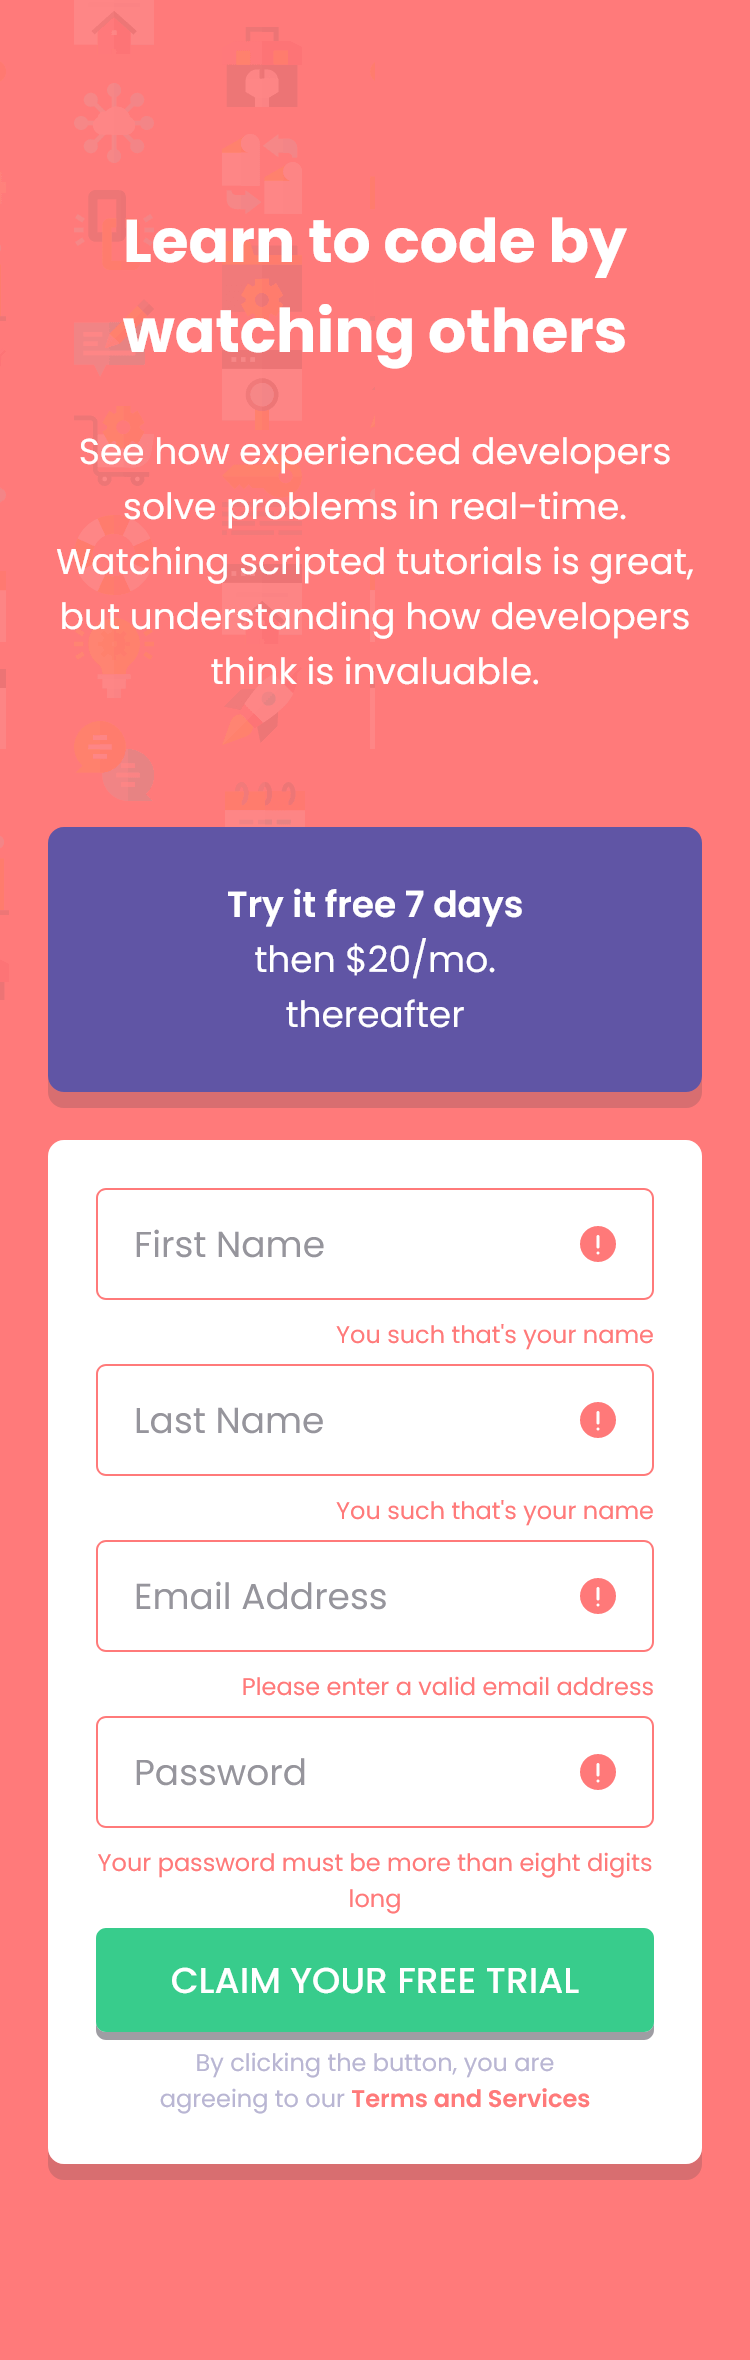 Learn to code by
watching others
See how experienced developers
solve problems in real-time.
Watching scripted tutorials is great,
but understanding how developers
think is invaluable.
Try it free 7 days
then $20/mo.
thereafter
First Name
You such that's your name
Last Name
You such that's your name
Email Address
Please enter a valid email address
Password
Your password must be more than eight digits
long
CLAIM YOUR FREE TRIAL
By clicking the button, you are
agreeing to our Terms and Services